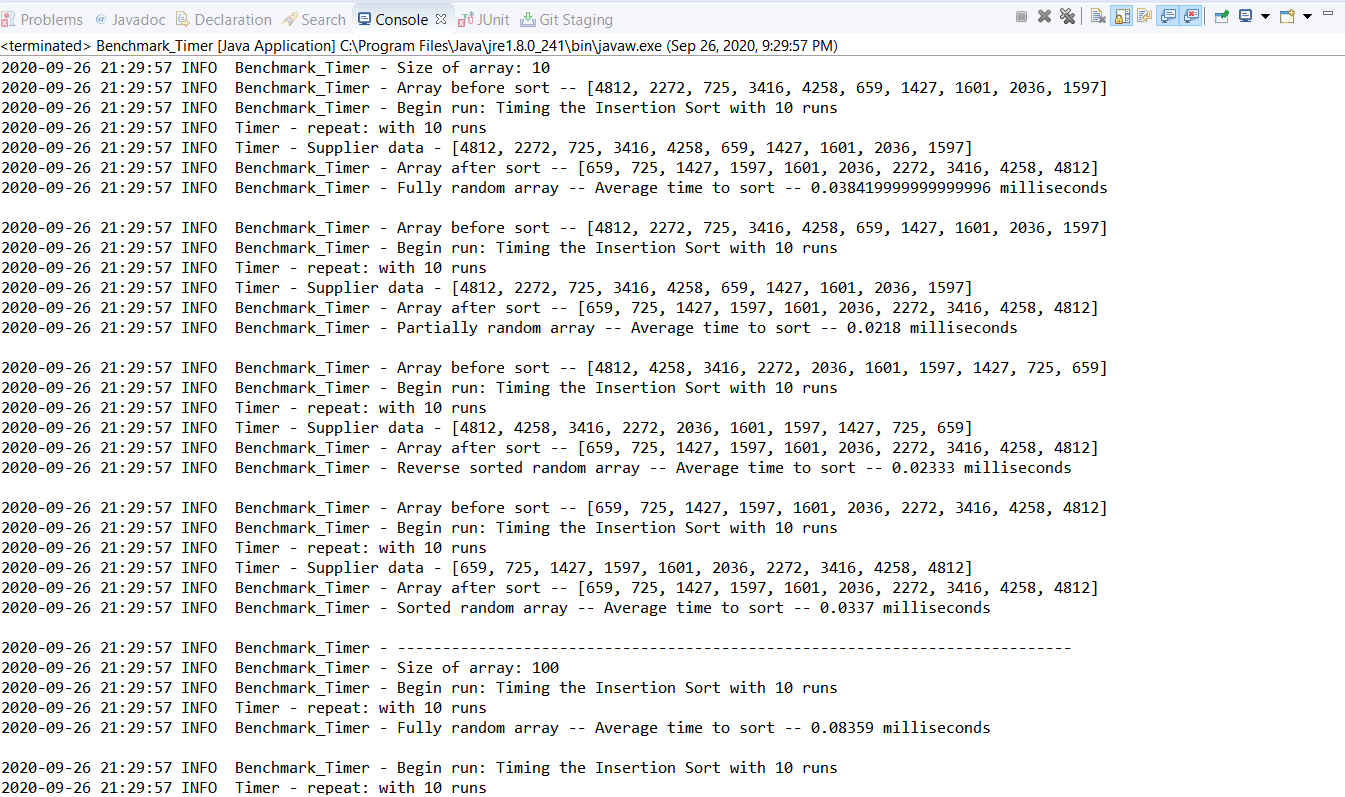 Problems @ Javadoc Declaration Search Console JUnit Git Staging
<terminated> Benchmark_Timer [Java Application] C:\Program Files\Java\jre1.8.0_241\bin\javaw.exe (Sep 26, 2020, 9:29:57 PM)
2020-09-26 21:29:57 INFO  Benchmark_Timer - Size of array: 10
2020-09-26 21:29:57 INFO  Benchmark_Timer - Array before sort -- [4812, 2272, 725, 3416, 4258, 659, 1427, 1601, 2036, 1597]
2020-09-26 21:29:57 INFO  Benchmark_Timer - Begin run: Timing the Insertion Sort with 10 runs
2020-09-26 21:29:57 INFO  Timer - repeat: with 10 runs
2020-09-26 21:29:57 INFO  Timer - Supplier data - [4812, 2272, 725, 3416, 4258, 659, 1427, 1601, 2036, 1597]
2020-09-26 21:29:57 INFO  Benchmark_Timer - Array after sort -- [659, 725, 1427, 1597, 1601, 2036, 2272, 3416, 4258, 4812]
2020-09-26 21:29:57 INFO  Benchmark_Timer - Fully random array -- Average time to sort -- 0.038419999999999996 milliseconds
2020-09-26 21:29:57 INFO  Benchmark_Timer - Array before sort -- [4812, 2272, 725, 3416, 4258, 659, 1427, 1601, 2036, 1597]
2020-09-26 21:29:57 INFO  Benchmark_Timer - Begin run: Timing the Insertion Sort with 10 runs
2020-09-26 21:29:57 INFO  Timer - repeat: with 10 runs
2020-09-26 21:29:57 INFO  Timer - Supplier data - [4812, 2272, 725, 3416, 4258, 659, 1427, 1601, 2036, 1597]
2020-09-26 21:29:57 INFO  Benchmark_Timer - Array after sort -- [659, 725, 1427, 1597, 1601, 2036, 2272, 3416, 4258, 4812]
2020-09-26 21:29:57 INFO  Benchmark_Timer - Partially random array -- Average time to sort -- 0.0218 milliseconds
2020-09-26 21:29:57 INFO  Benchmark_Timer - Array before sort -- [4812, 4258, 3416, 2272, 2036, 1601, 1597, 1427, 725, 659]
2020-09-26 21:29:57 INFO  Benchmark_Timer - Begin run: Timing the Insertion Sort with 10 runs
2020-09-26 21:29:57 INFO  Timer - repeat: with 10 runs
2020-09-26 21:29:57 INFO  Timer - Supplier data - [4812, 4258, 3416, 2272, 2036, 1601, 1597, 1427, 725, 659]
2020-09-26 21:29:57 INFO  Benchmark_Timer - Array after sort -- [659, 725, 1427, 1597, 1601, 2036, 2272, 3416, 4258, 4812]
2020-09-26 21:29:57 INFO  Benchmark_Timer - Reverse sorted random array -- Average time to sort -- 0.02333 milliseconds
2020-09-26 21:29:57 INFO  Benchmark_Timer - Array before sort -- [659, 725, 1427, 1597, 1601, 2036, 2272, 3416, 4258, 4812]
2020-09-26 21:29:57 INFO  Benchmark_Timer - Begin run: Timing the Insertion Sort with 10 runs
2020-09-26 21:29:57 INFO  Timer - repeat: with 10 runs
2020-09-26 21:29:57 INFO  Timer - Supplier data - [659, 725, 1427, 1597, 1601, 2036, 2272, 3416, 4258, 4812]
2020-09-26 21:29:57 INFO  Benchmark_Timer - Array after sort -- [659, 725, 1427, 1597, 1601, 2036, 2272, 3416, 4258, 4812]
2020-09-26 21:29:57 INFO  Benchmark_Timer - Sorted random array -- Average time to sort -- 0.0337 milliseconds
2020-09-26 21:29:57 INFO  Benchmark_Timer - ---------------------------------------------------------------------------
2020-09-26 21:29:57 INFO  Benchmark_Timer - Size of array: 100
2020-09-26 21:29:57 INFO  Benchmark_Timer - Begin run: Timing the Insertion Sort with 10 runs
2020-09-26 21:29:57 INFO  Timer - repeat: with 10 runs
2020-09-26 21:29:57 INFO  Benchmark_Timer - Fully random array -- Average time to sort -- 0.08359 milliseconds
2020-09-26 21:29:57 INFO  Benchmark_Timer - Begin run: Timing the Insertion Sort with 10 runs
2020-09-26 21:29:57 INFO  Timer - repeat: with 10 runs